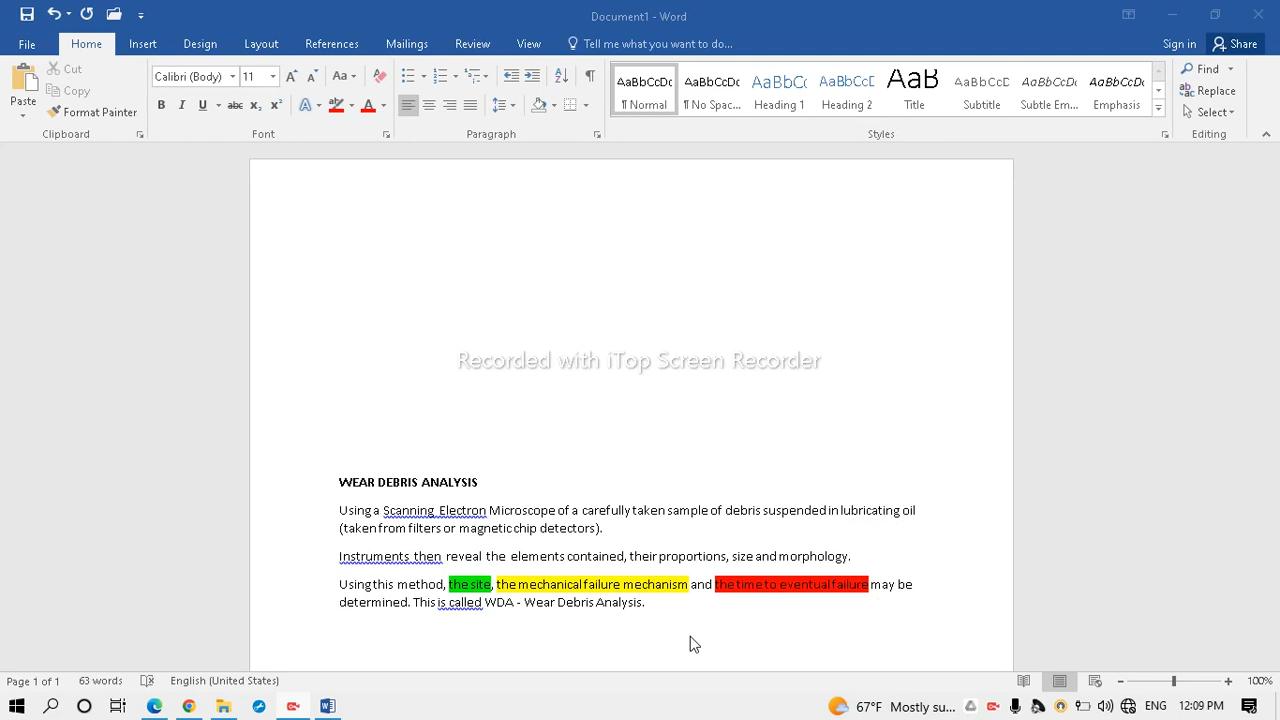 Document1 - Word
File Home Insert Design Layout References Mailings Review View Tell me what you want to do... Sign in Share
Cut Calibri (Body) 11 Aa Find
Paste Copy AaBbCcDc AaBbCcDc AaBbC( AaBbCcD AaB AaBbCcD AaBbCcDc AaBbCcDc Replace
Format Painter B I U abc x₂ x² A A ¶ Normal ¶ No Spac... Heading 1 Heading 2 Title Subtitle Emphasis Select
Clipboard Font Paragraph Styles Editing
Recorded with iTop Screen Recorder
WEAR DEBRIS ANALYSIS
Using a Scanning Electron Microscope of a carefully taken sample of debris suspended in lubricating oil
(taken from filters or magnetic chip detectors).
Instruments then reveal the elements contained, their proportions, size and morphology.
Using this method, the site, the mechanical failure mechanism and the time to eventual failure may be
determined. This is called WDA - Wear Debris Analysis.
Page 1 of 1 63 words English (United States) 100%
67°F Mostly su... ENG 12:09 PM